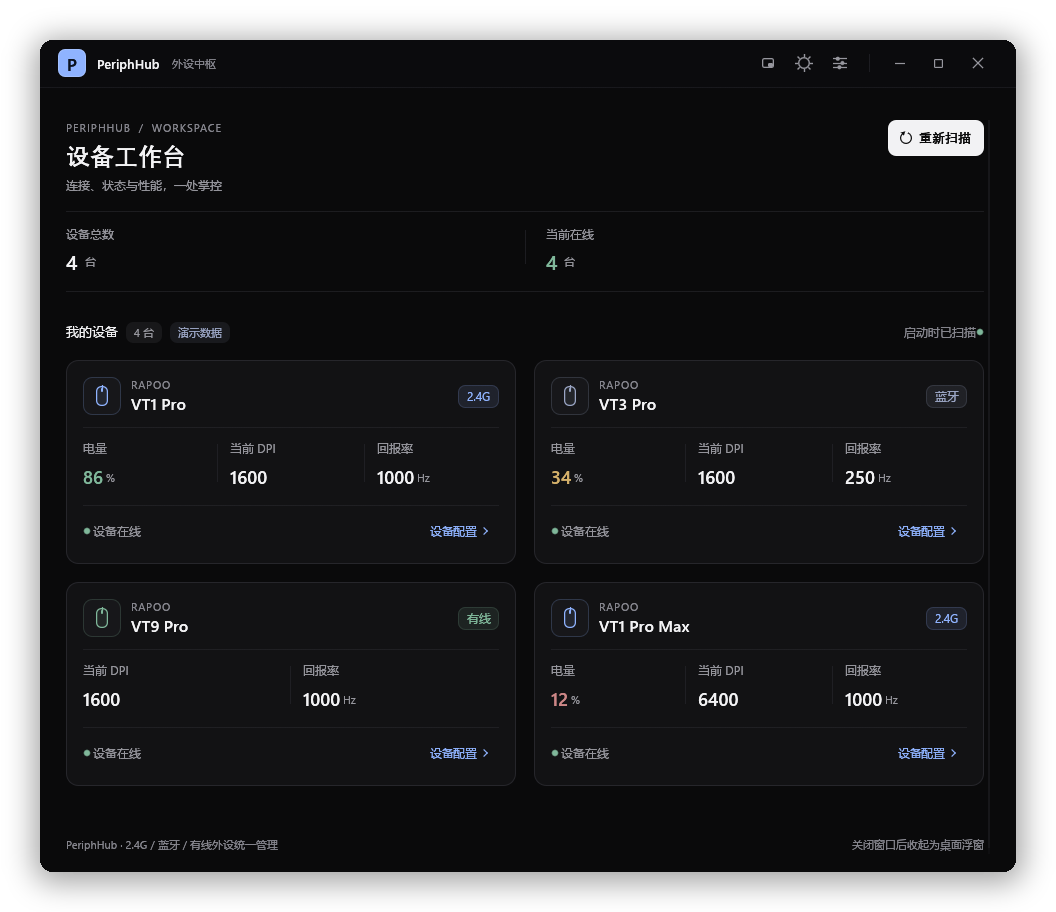 P PeriphHub 外设中枢
PERIPHHUB / WORKSPACE
设备工作台
连接、状态与性能，一处掌控
重新扫描
设备总数
4 台
当前在线
4 台
我的设备 4 台 演示数据
启动时已扫描
RAPOO
VT1 Pro
2.4G
电量 当前 DPI 回报率
86 % 1600 1000 Hz
设备在线 设备配置
RAPOO
VT3 Pro
蓝牙
电量 当前 DPI 回报率
34 % 1600 250 Hz
设备在线 设备配置
RAPOO
VT9 Pro
有线
当前 DPI 回报率
1600 1000 Hz
设备在线 设备配置
RAPOO
VT1 Pro Max
2.4G
电量 当前 DPI 回报率
12 % 6400 1000 Hz
设备在线 设备配置
PeriphHub · 2.4G / 蓝牙 / 有线外设统一管理
关闭窗口后收起为桌面浮窗